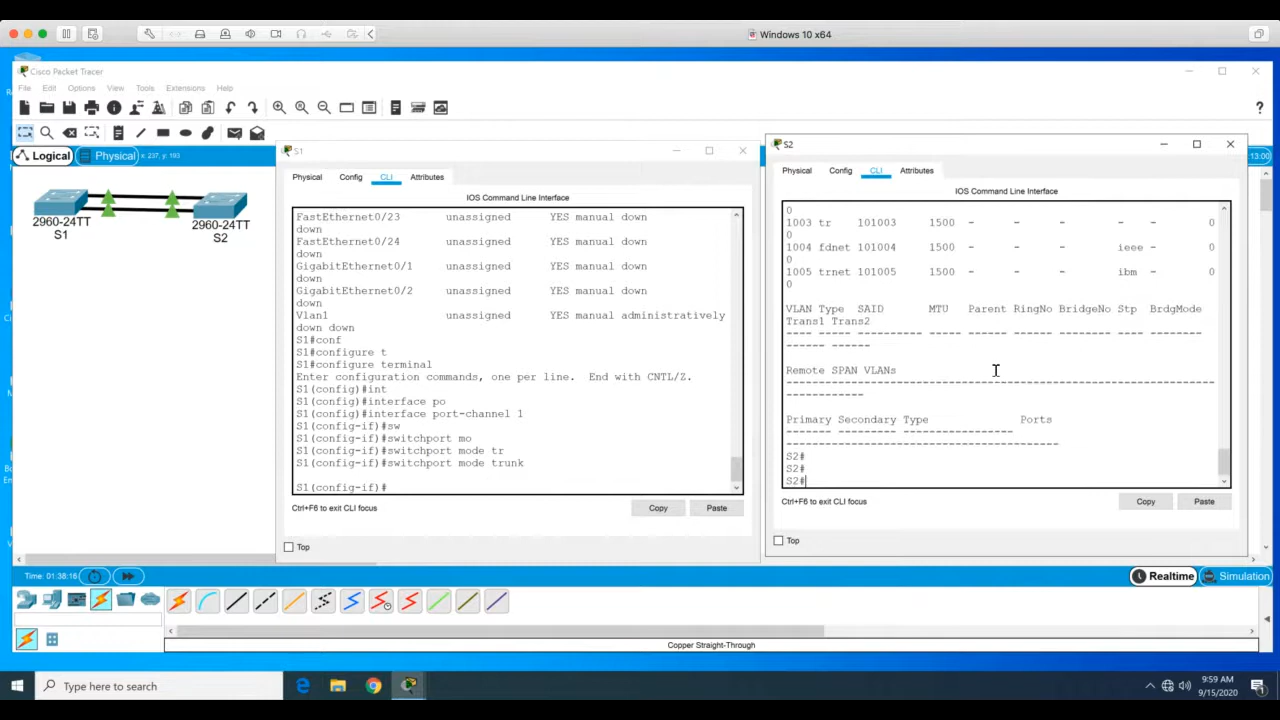 Windows 10 x64
Cisco Packet Tracer
File Edit Options View Tools Extensions Help
Logical Physical x: 237, y: 193
13:00
2960-24TT
S1
2960-24TT
S2
S1
Physical Config CLI Attributes
IOS Command Line Interface
FastEthernet0/23 unassigned YES manual down
down
FastEthernet0/24 unassigned YES manual down
down
GigabitEthernet0/1 unassigned YES manual down
down
GigabitEthernet0/2 unassigned YES manual down
down
Vlan1 unassigned YES manual administratively
down down
S1#conf
S1#configure t
S1#configure terminal
Enter configuration commands, one per line. End with CNTL/Z.
S1(config)#int
S1(config)#interface po
S1(config)#interface port-channel 1
S1(config-if)#sw
S1(config-if)#switchport mo
S1(config-if)#switchport mode tr
S1(config-if)#switchport mode trunk
S1(config-if)#
Ctrl+F6 to exit CLI focus
Copy Paste
Top
S2
Physical Config CLI Attributes
IOS Command Line Interface
0
1003 tr 101003 1500 - - - - - 0
0
1004 fdnet 101004 1500 - - - ieee - 0
0
1005 trnet 101005 1500 - - - ibm - 0
0
VLAN Type SAID MTU Parent RingNo BridgeNo Stp BrdgMode
Trans1 Trans2
---- ----- ---------- ----- ------ ------ -------- ---- --------
------ ------
Remote SPAN VLANs
------------------------------------------------------------------
------------
Primary Secondary Type Ports
------- --------- -----------------
------------------------------------------
S2#
S2#
S2#
Ctrl+F6 to exit CLI focus
Copy Paste
Top
Time: 01:38:16
Realtime Simulation
Copper Straight-Through
Type here to search
9:59 AM
9/15/2020
1